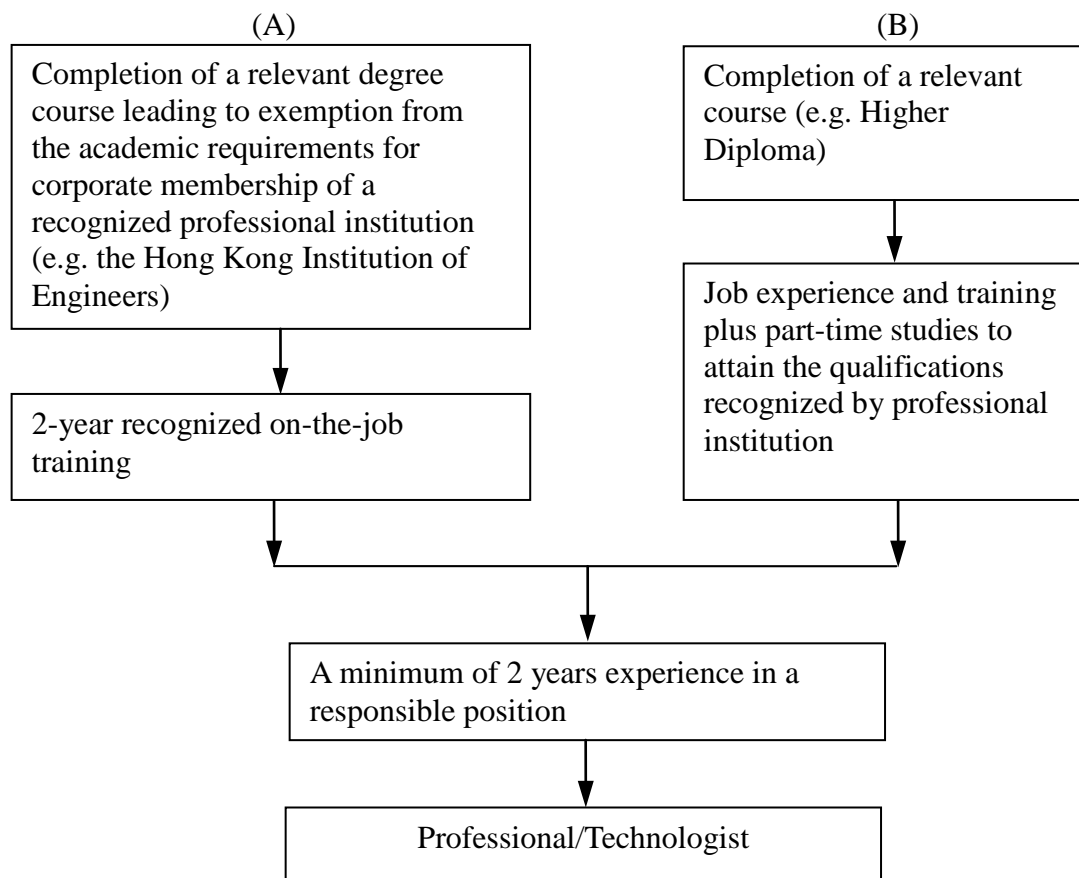 (A)
Completion of a relevant degree
course leading to exemption from
the academic requirements for
corporate membership of a
recognized professional institution
(e.g. the Hong Kong Institution of
Engineers)
2-year recognized on-the-job
training
(B)
Completion of a relevant
course (e.g. Higher
Diploma)
Job experience and training
plus part-time studies to
attain the qualifications
recognized by professional
institution
A minimum of 2 years experience in a
responsible position
Professional/Technologist